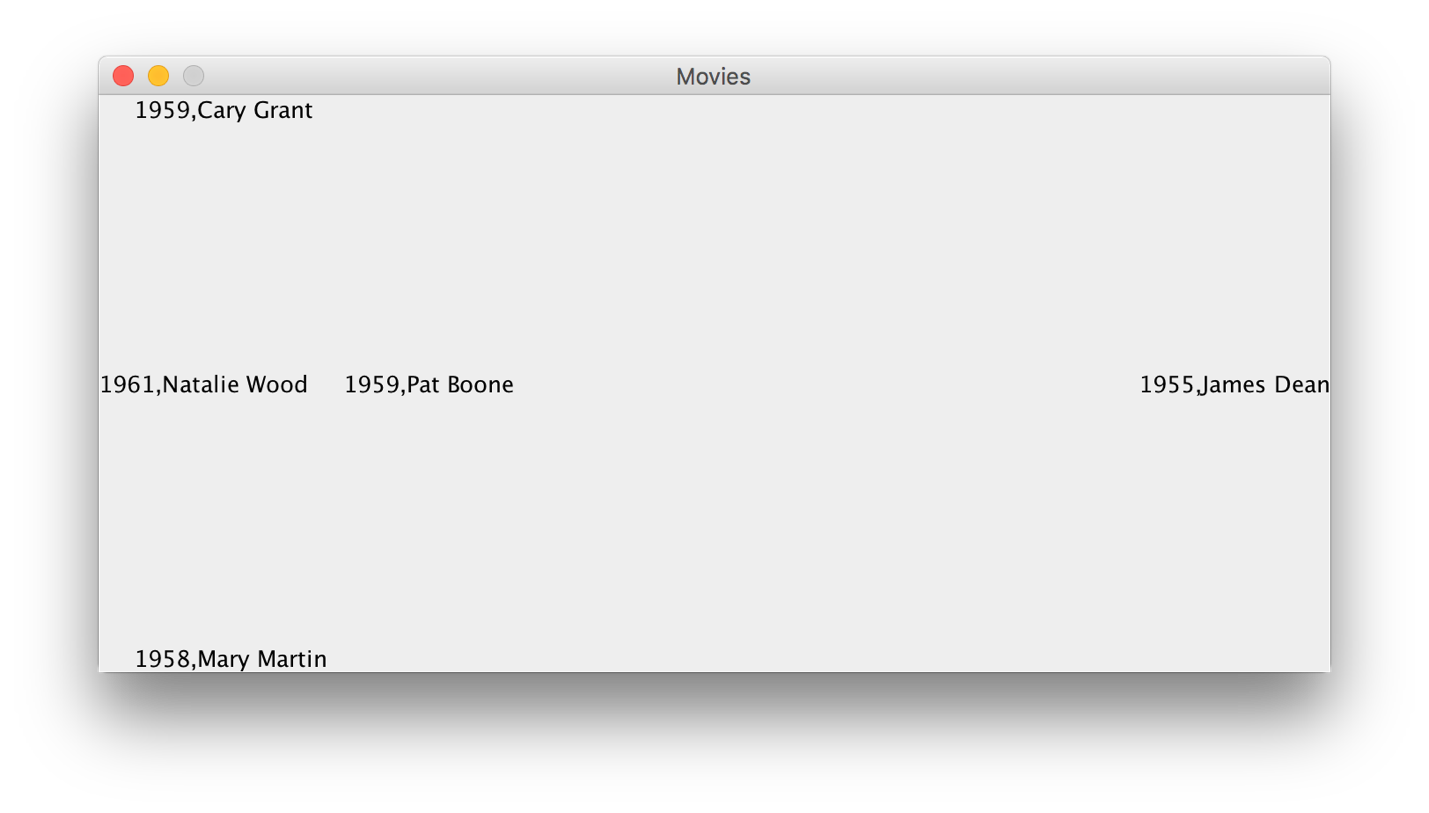 Movies
1959,Cary Grant
1961,Natalie Wood 1959,Pat Boone 1955,James Dean
1958,Mary Martin